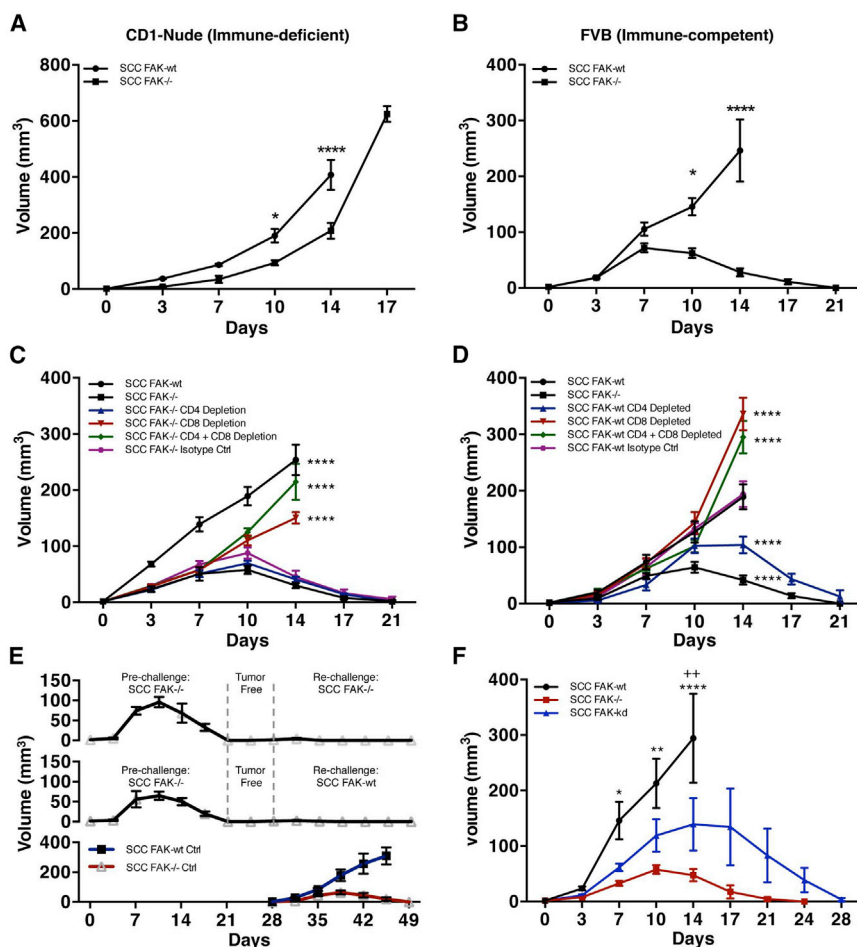 A
CD1-Nude (Immune-deficient)
SCC FAK-wt
SCC FAK-/-
****
*
Volume (mm³)
800
600
400
200
0
0 3 7 10 14 17
Days
B
FVB (Immune-competent)
SCC FAK-wt
SCC FAK-/-
****
*
Volume (mm³)
400
300
200
100
0
0 3 7 10 14 17 21
Days
C
SCC FAK-wt
SCC FAK-/-
SCC FAK-/- CD4 Depletion
SCC FAK-/- CD8 Depletion
SCC FAK-/- CD4 + CD8 Depletion
SCC FAK-/- Isotype Ctrl
****
****
****
Volume (mm³)
400
300
200
100
0
0 3 7 10 14 17 21
Days
D
SCC FAK-wt
SCC FAK-/-
SCC FAK-wt CD4 Depleted
SCC FAK-wt CD8 Depleted
SCC FAK-wt CD4 + CD8 Depleted
SCC FAK-wt Isotype Ctrl
****
****
****
****
Volume (mm³)
400
300
200
100
0
0 3 7 10 14 17 21
Days
E
Pre-challenge:
SCC FAK-/-
Tumor
Free
Re-challenge:
SCC FAK-/-
150
100
50
0
Pre-challenge:
SCC FAK-/-
Tumor
Free
Re-challenge:
SCC FAK-wt
150
100
50
0
SCC FAK-wt Ctrl
SCC FAK-/- Ctrl
400
300
200
100
0
Volume (mm³)
0 7 14 21 28 35 42 49
Days
F
SCC FAK-wt
SCC FAK-/-
SCC FAK-kd
++
****
**
*
volume (mm³)
400
300
200
100
0
0 3 7 10 14 17 21 24 28
Days